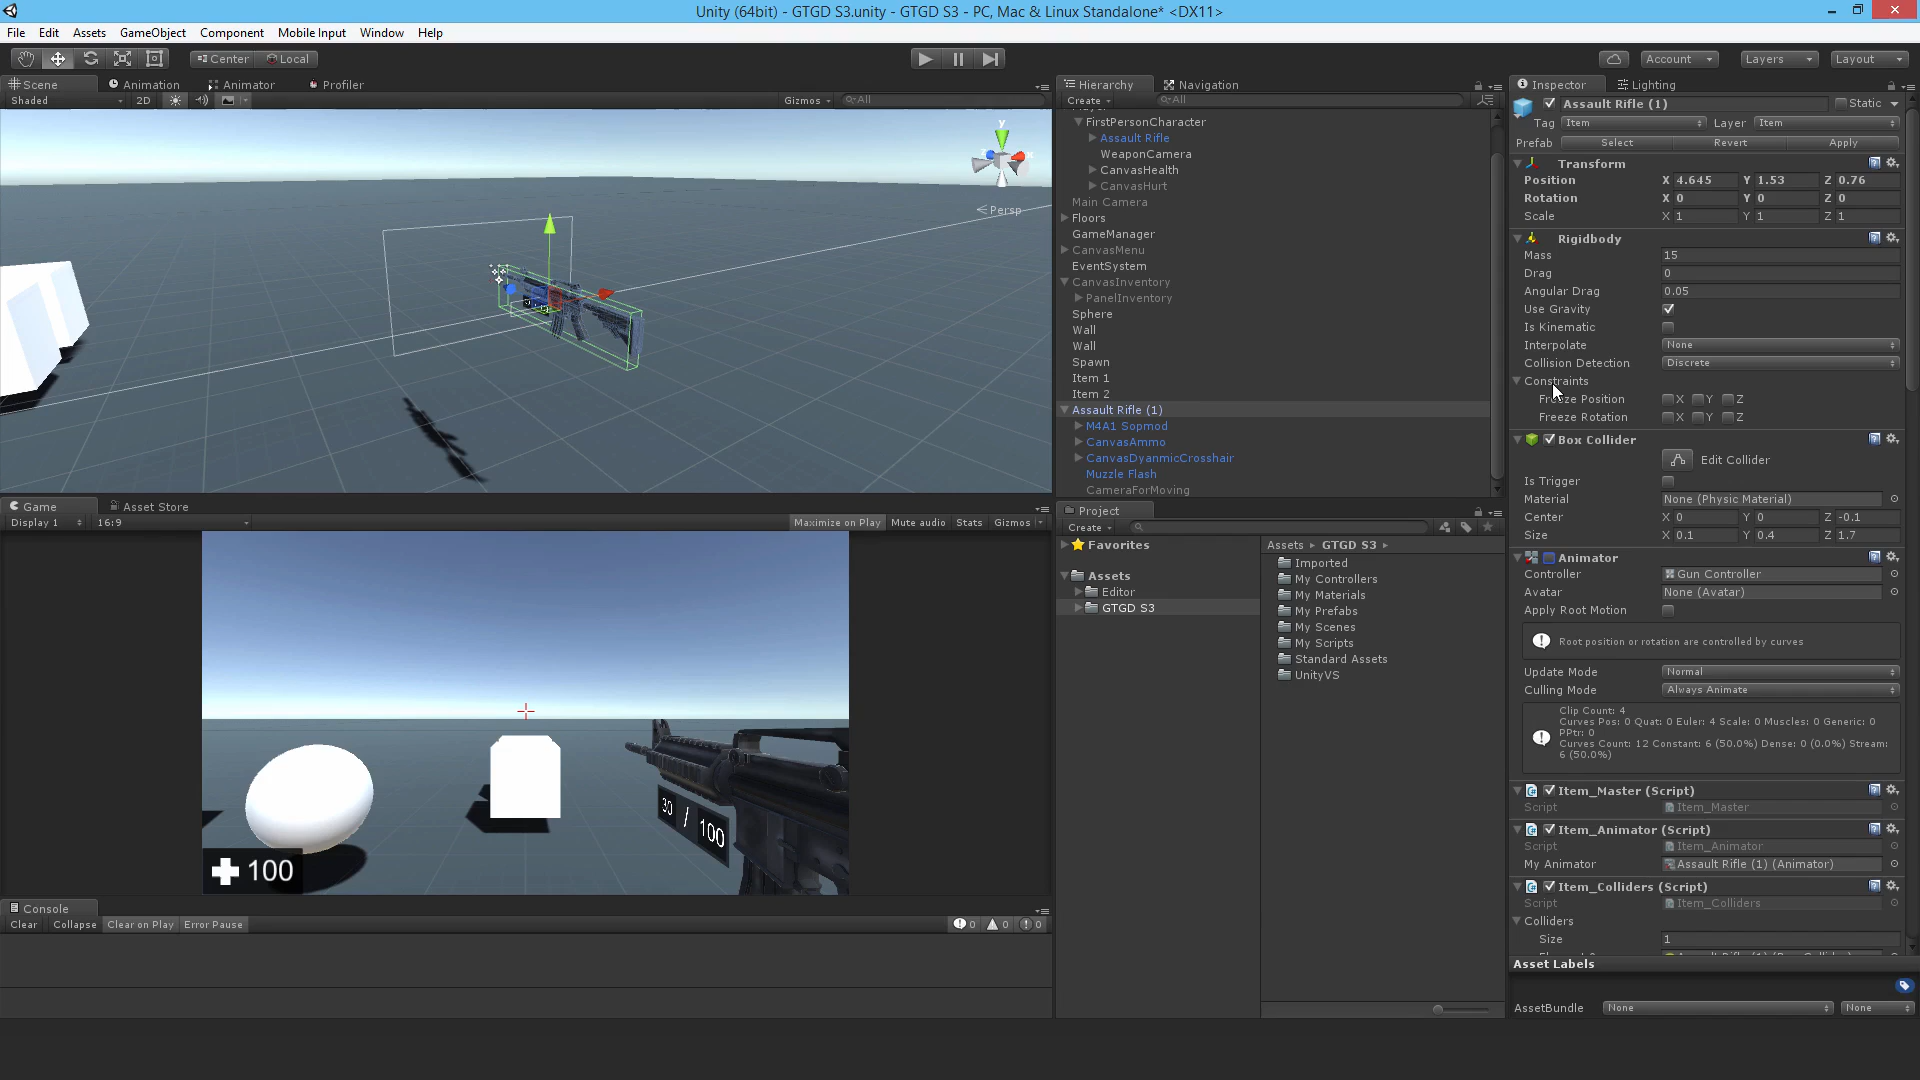 Unity (64bit) - GTGD S3.unity - GTGD S3 - PC, Mac & Linux Standalone* <DX11>
File Edit Assets GameObject Component Mobile Input Window Help
Center Local
Account Layers Layout
Scene Animation Animator Profiler
Shaded 2D Gizmos All
y
x
Persp
Hierarchy Navigation
Create All
FirstPersonCharacter
Assault Rifle
WeaponCamera
CanvasHealth
CanvasHurt
Main Camera
Floors
GameManager
CanvasMenu
EventSystem
CanvasInventory
PanelInventory
Sphere
Wall
Wall
Spawn
Item 1
Item 2
Assault Rifle (1)
M4A1 Sopmod
CanvasAmmo
CanvasDyanmicCrosshair
Muzzle Flash
CameraForMoving
Game Asset Store
Display 1 16:9 Maximize on Play Mute audio Stats Gizmos
30 / 100
100
Console
Clear Collapse Clear on Play Error Pause 0 0 0
Project
Create
Favorites
Assets
Editor
GTGD S3
Assets GTGD S3
Imported
My Controllers
My Materials
My Prefabs
My Scenes
My Scripts
Standard Assets
UnityVS
Inspector Lighting
Assault Rifle (1) Static
Tag Item Layer Item
Prefab Select Revert Apply
Transform
Position X 4.645 Y 1.53 Z 0.76
Rotation X 0 Y 0 Z 0
Scale X 1 Y 1 Z 1
Rigidbody
Mass 15
Drag 0
Angular Drag 0.05
Use Gravity
Is Kinematic
Interpolate None
Collision Detection Discrete
Constraints
Freeze Position X Y Z
Freeze Rotation X Y Z
Box Collider
Edit Collider
Is Trigger
Material None (Physic Material)
Center X 0 Y 0 Z -0.1
Size X 0.1 Y 0.4 Z 1.7
Animator
Controller Gun Controller
Avatar None (Avatar)
Apply Root Motion
Root position or rotation are controlled by curves
Update Mode Normal
Culling Mode Always Animate
Clip Count: 4
Curves Pos: 0 Quat: 0 Euler: 4 Scale: 0 Muscles: 0 Generic: 0
PPtr: 0
Curves Count: 12 Constant: 6 (50.0%) Dense: 0 (0.0%) Stream:
6 (50.0%)
Item_Master (Script)
Script Item_Master
Item_Animator (Script)
Script Item_Animator
My Animator Assault Rifle (1) (Animator)
Item_Colliders (Script)
Script Item_Colliders
Colliders
Size 1
Asset Labels
AssetBundle None None